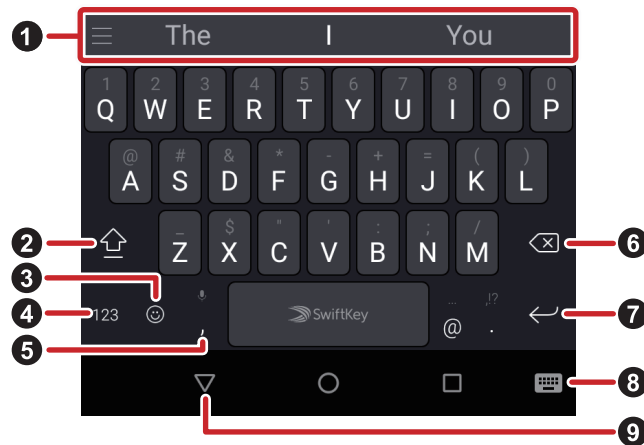 1 The I You
1 2 3 4 5 6 7 8 9 0
Q W E R T Y U I O P
@ # & * - + = ( )
A S D F G H J K L
_ $ " ' : ; /
2 Z X C V B N M 6
3 ... ,!?
4 123 , SwiftKey @ . 7
5
8
9